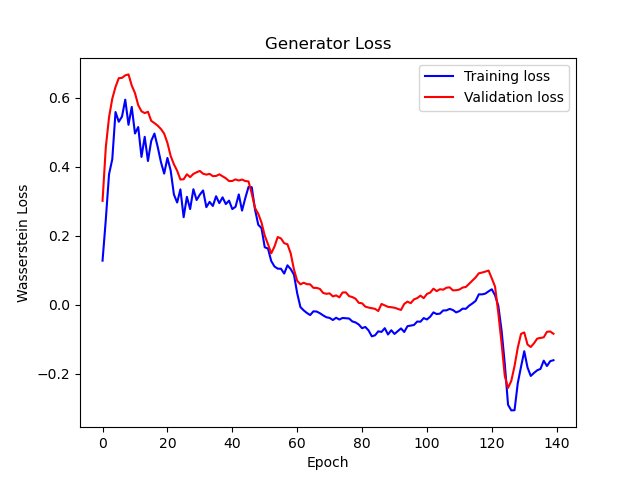 Generator Loss
Training loss
Validation loss
Wasserstein Loss
0.6
0.4
0.2
0.0
−0.2
0 20 40 60 80 100 120 140
Epoch